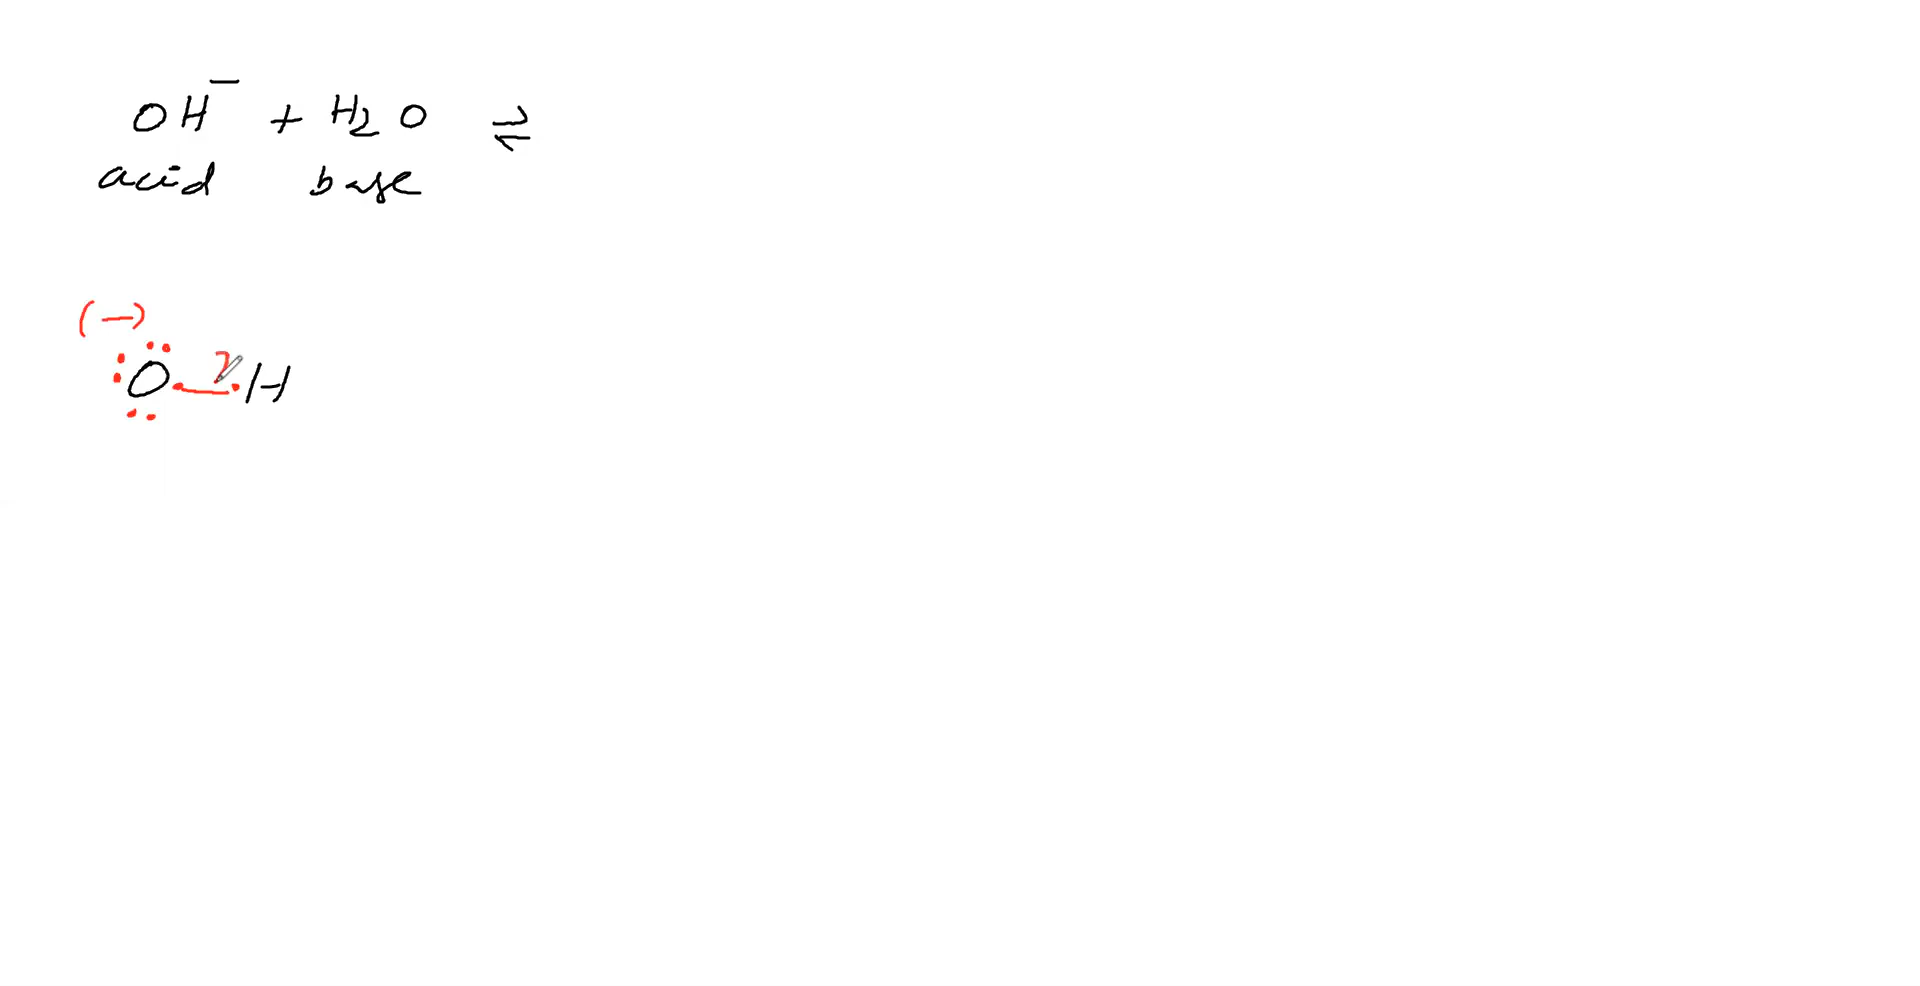 OH⁻ + H₂O ⇌
acid base
(−)
O H